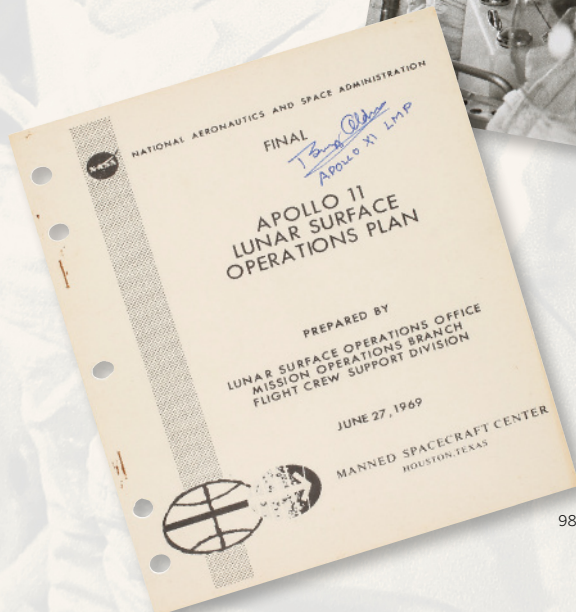 NATIONAL AERONAUTICS AND SPACE ADMINISTRATION
NASA
FINAL
Buzz Aldrin
APOLLO XI LMP
APOLLO 11
LUNAR SURFACE
OPERATIONS PLAN
PREPARED BY
LUNAR SURFACE OPERATIONS OFFICE
MISSION OPERATIONS BRANCH
FLIGHT CREW SUPPORT DIVISION
JUNE 27, 1969
MANNED SPACECRAFT CENTER
HOUSTON, TEXAS
98